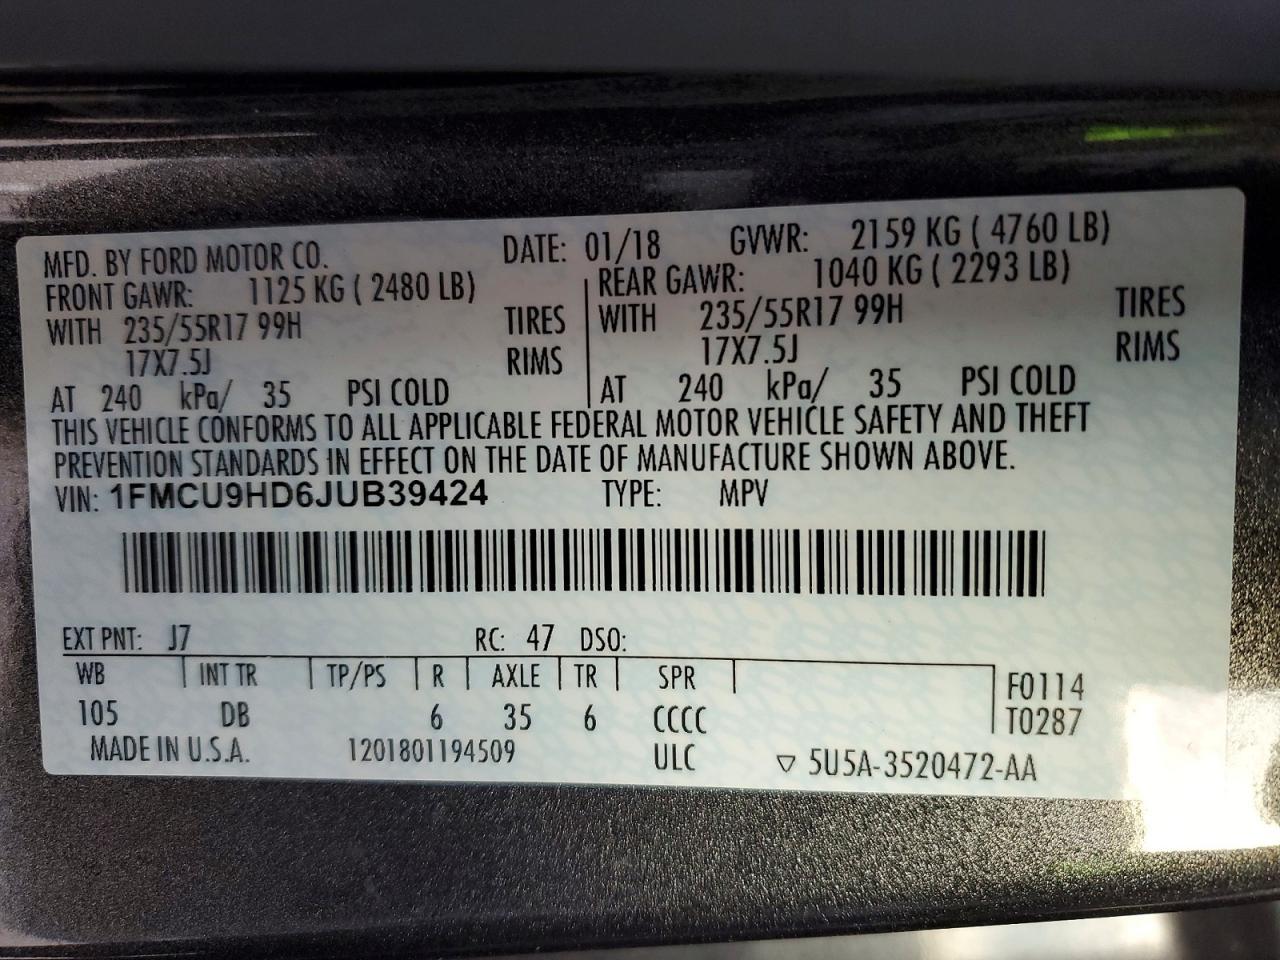 MFD. BY FORD MOTOR CO. DATE: 01/18 GVWR: 2159 KG ( 4760 LB)
FRONT GAWR: 1125 KG ( 2480 LB) REAR GAWR: 1040 KG ( 2293 LB)
WITH 235/55R17 99H TIRES WITH 235/55R17 99H TIRES
17X7.5J RIMS 17X7.5J RIMS
AT 240 kPa/ 35 PSI COLD AT 240 kPa/ 35 PSI COLD
THIS VEHICLE CONFORMS TO ALL APPLICABLE FEDERAL MOTOR VEHICLE SAFETY AND THEFT
PREVENTION STANDARDS IN EFFECT ON THE DATE OF MANUFACTURE SHOWN ABOVE.
VIN: 1FMCU9HD6JUB39424 TYPE: MPV
EXT PNT: J7 RC: 47 DSO:
WB INT TR TP/PS R AXLE TR SPR F0114
105 DB 6 35 6 CCCC T0287
MADE IN U.S.A. 1201801194509 ULC ▽ 5U5A-3520472-AA